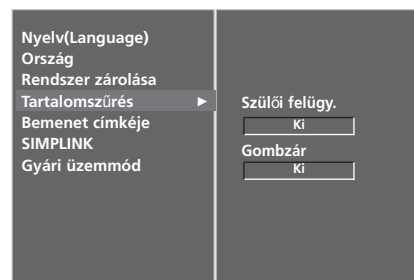 Nyelv(Language)
Ország
Rendszer zárolása
Tartalomszűrés ►
Bemenet címkéje
SIMPLINK
Gyári üzemmód
Szülői felügy.
Ki
Gombzár
Ki